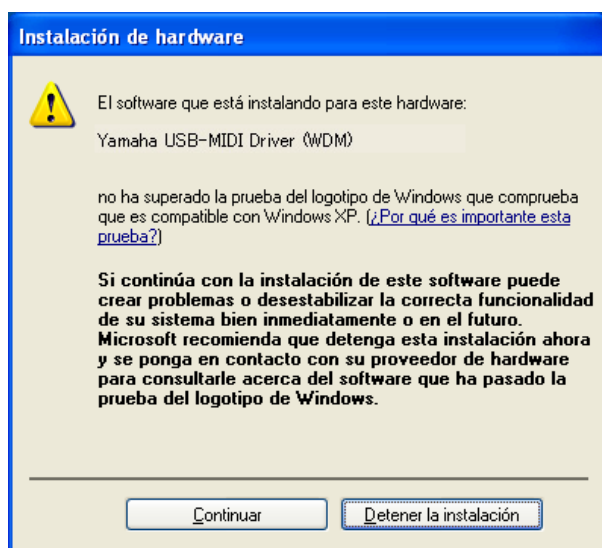 Instalación de hardware
El software que está instalando para este hardware:
Yamaha USB-MIDI Driver (WDM)
no ha superado la prueba del logotipo de Windows que comprueba
que es compatible con Windows XP. (¿Por qué es importante esta
prueba?)
Si continúa con la instalación de este software puede
crear problemas o desestabilizar la correcta funcionalidad
de su sistema bien inmediatamente o en el futuro.
Microsoft recomienda que detenga esta instalación ahora
y se ponga en contacto con su proveedor de hardware
para consultarle acerca del software que ha pasado la
prueba del logotipo de Windows.
Continuar
Detener la instalación